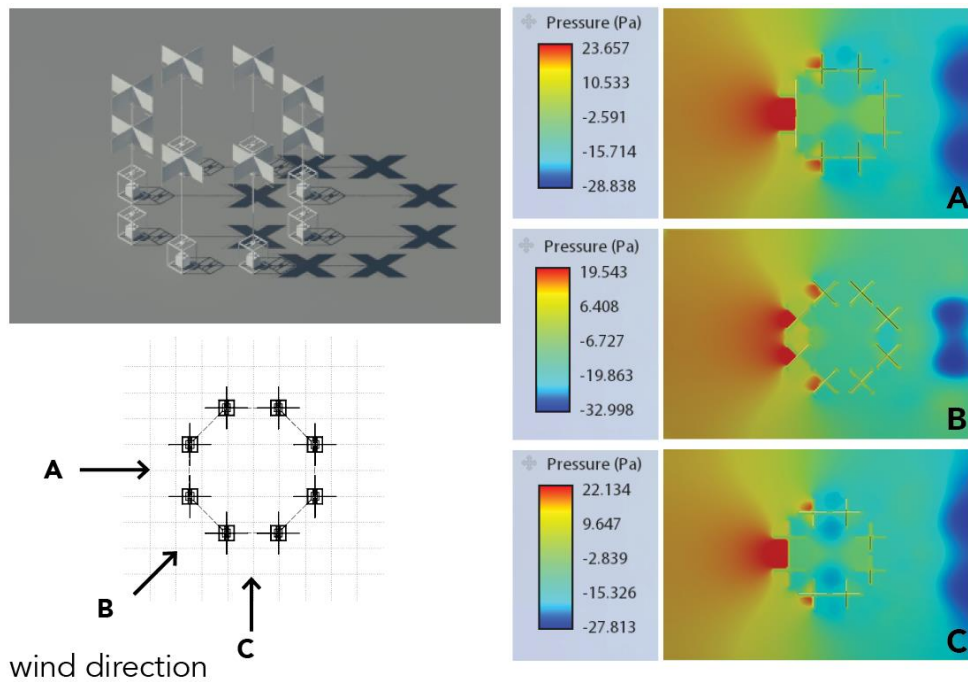 Pressure (Pa)
23.657
10.533
-2.591
-15.714
-28.838
A
Pressure (Pa)
19.543
6.408
-6.727
-19.863
-32.998
B
Pressure (Pa)
22.134
9.647
-2.839
-15.326
-27.813
C
A
B
C
wind direction